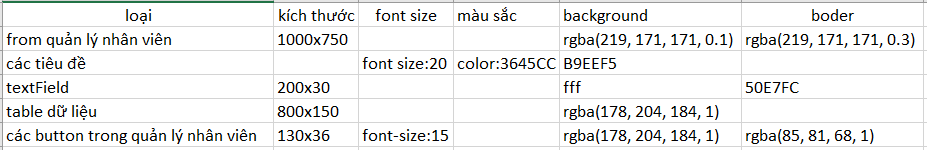 loại kích thước font size màu sắc background boder
from quản lý nhân viên 1000x750 rgba(219, 171, 171, 0.1) rgba(219, 171, 171, 0.3)
các tiêu đề font size:20 color:3645CC B9EEF5
textField 200x30 fff 50E7FC
table dữ liệu 800x150 rgba(178, 204, 184, 1)
các button trong quản lý nhân viên 130x36 font-size:15 rgba(178, 204, 184, 1) rgba(85, 81, 68, 1)